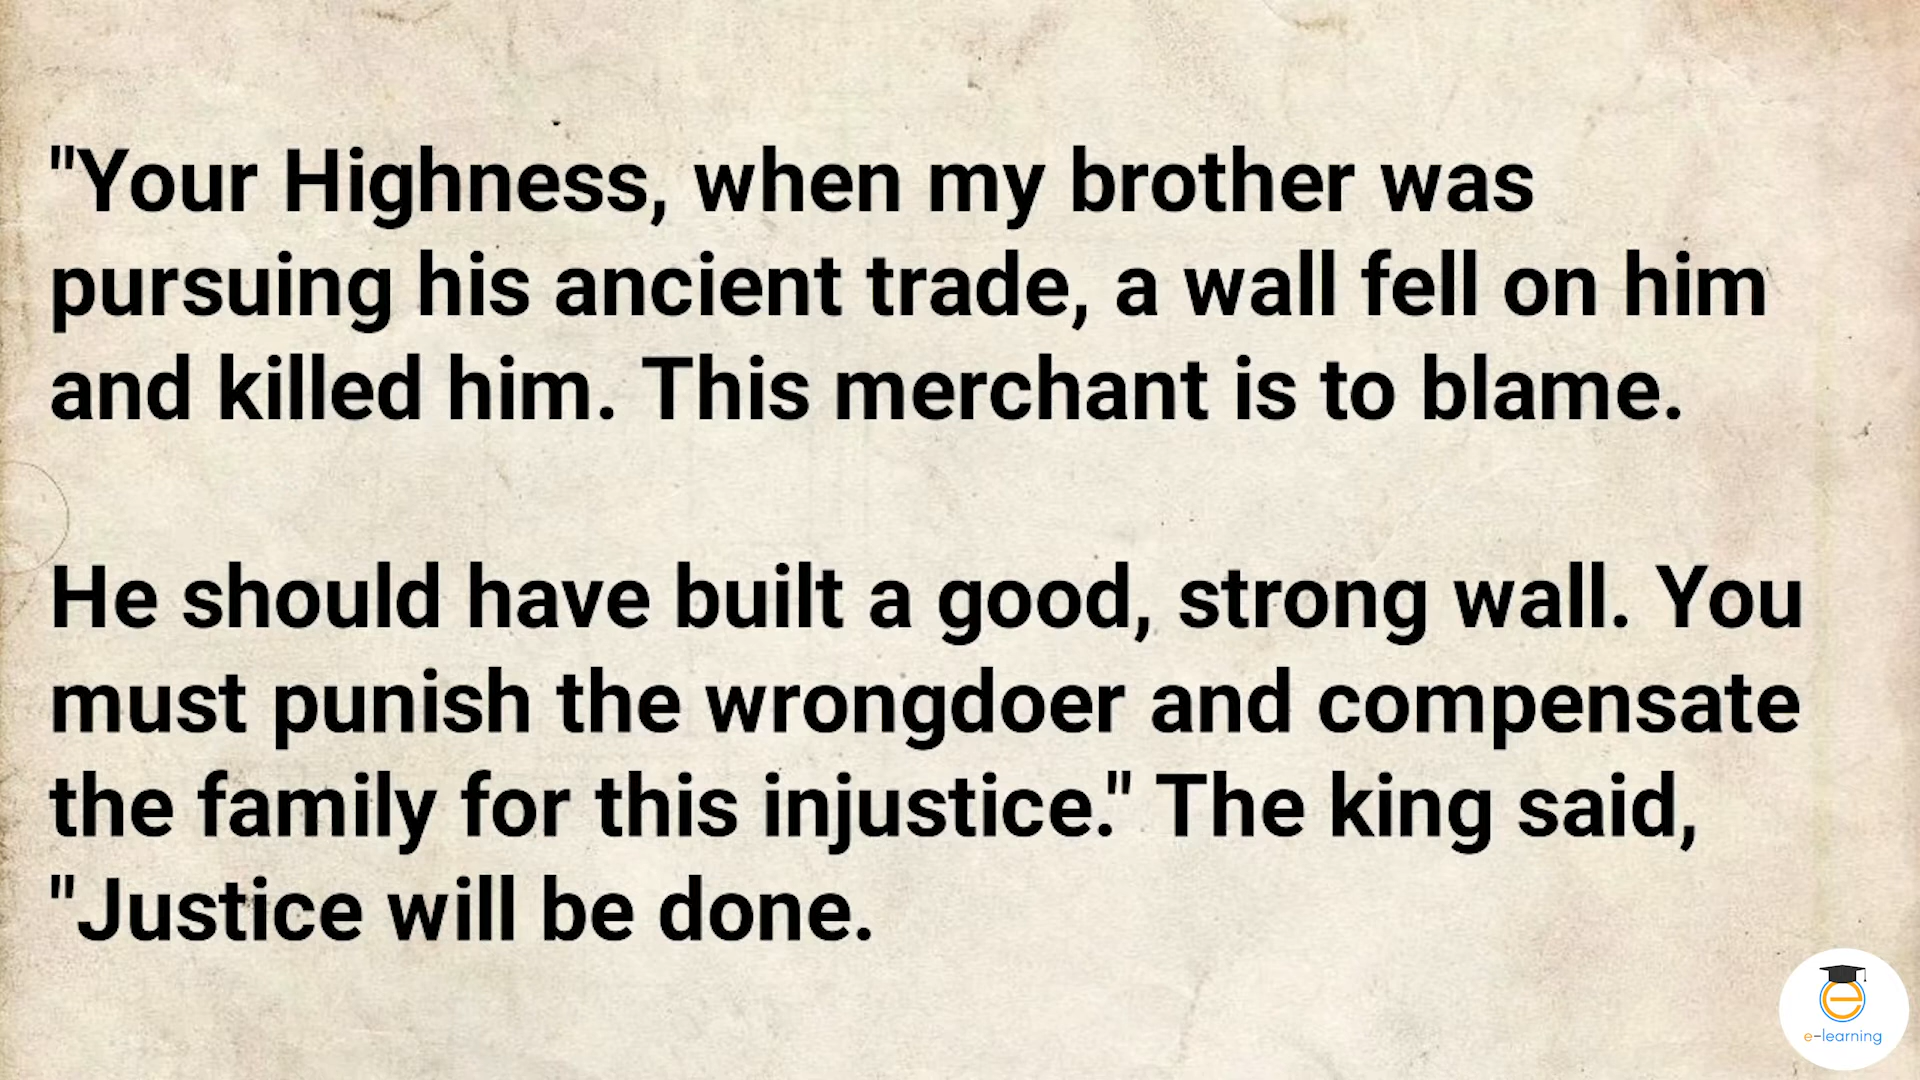 "Your Highness, when my brother was
pursuing his ancient trade, a wall fell on him
and killed him. This merchant is to blame.
He should have built a good, strong wall. You
must punish the wrongdoer and compensate
the family for this injustice." The king said,
"Justice will be done.
e
e-learning